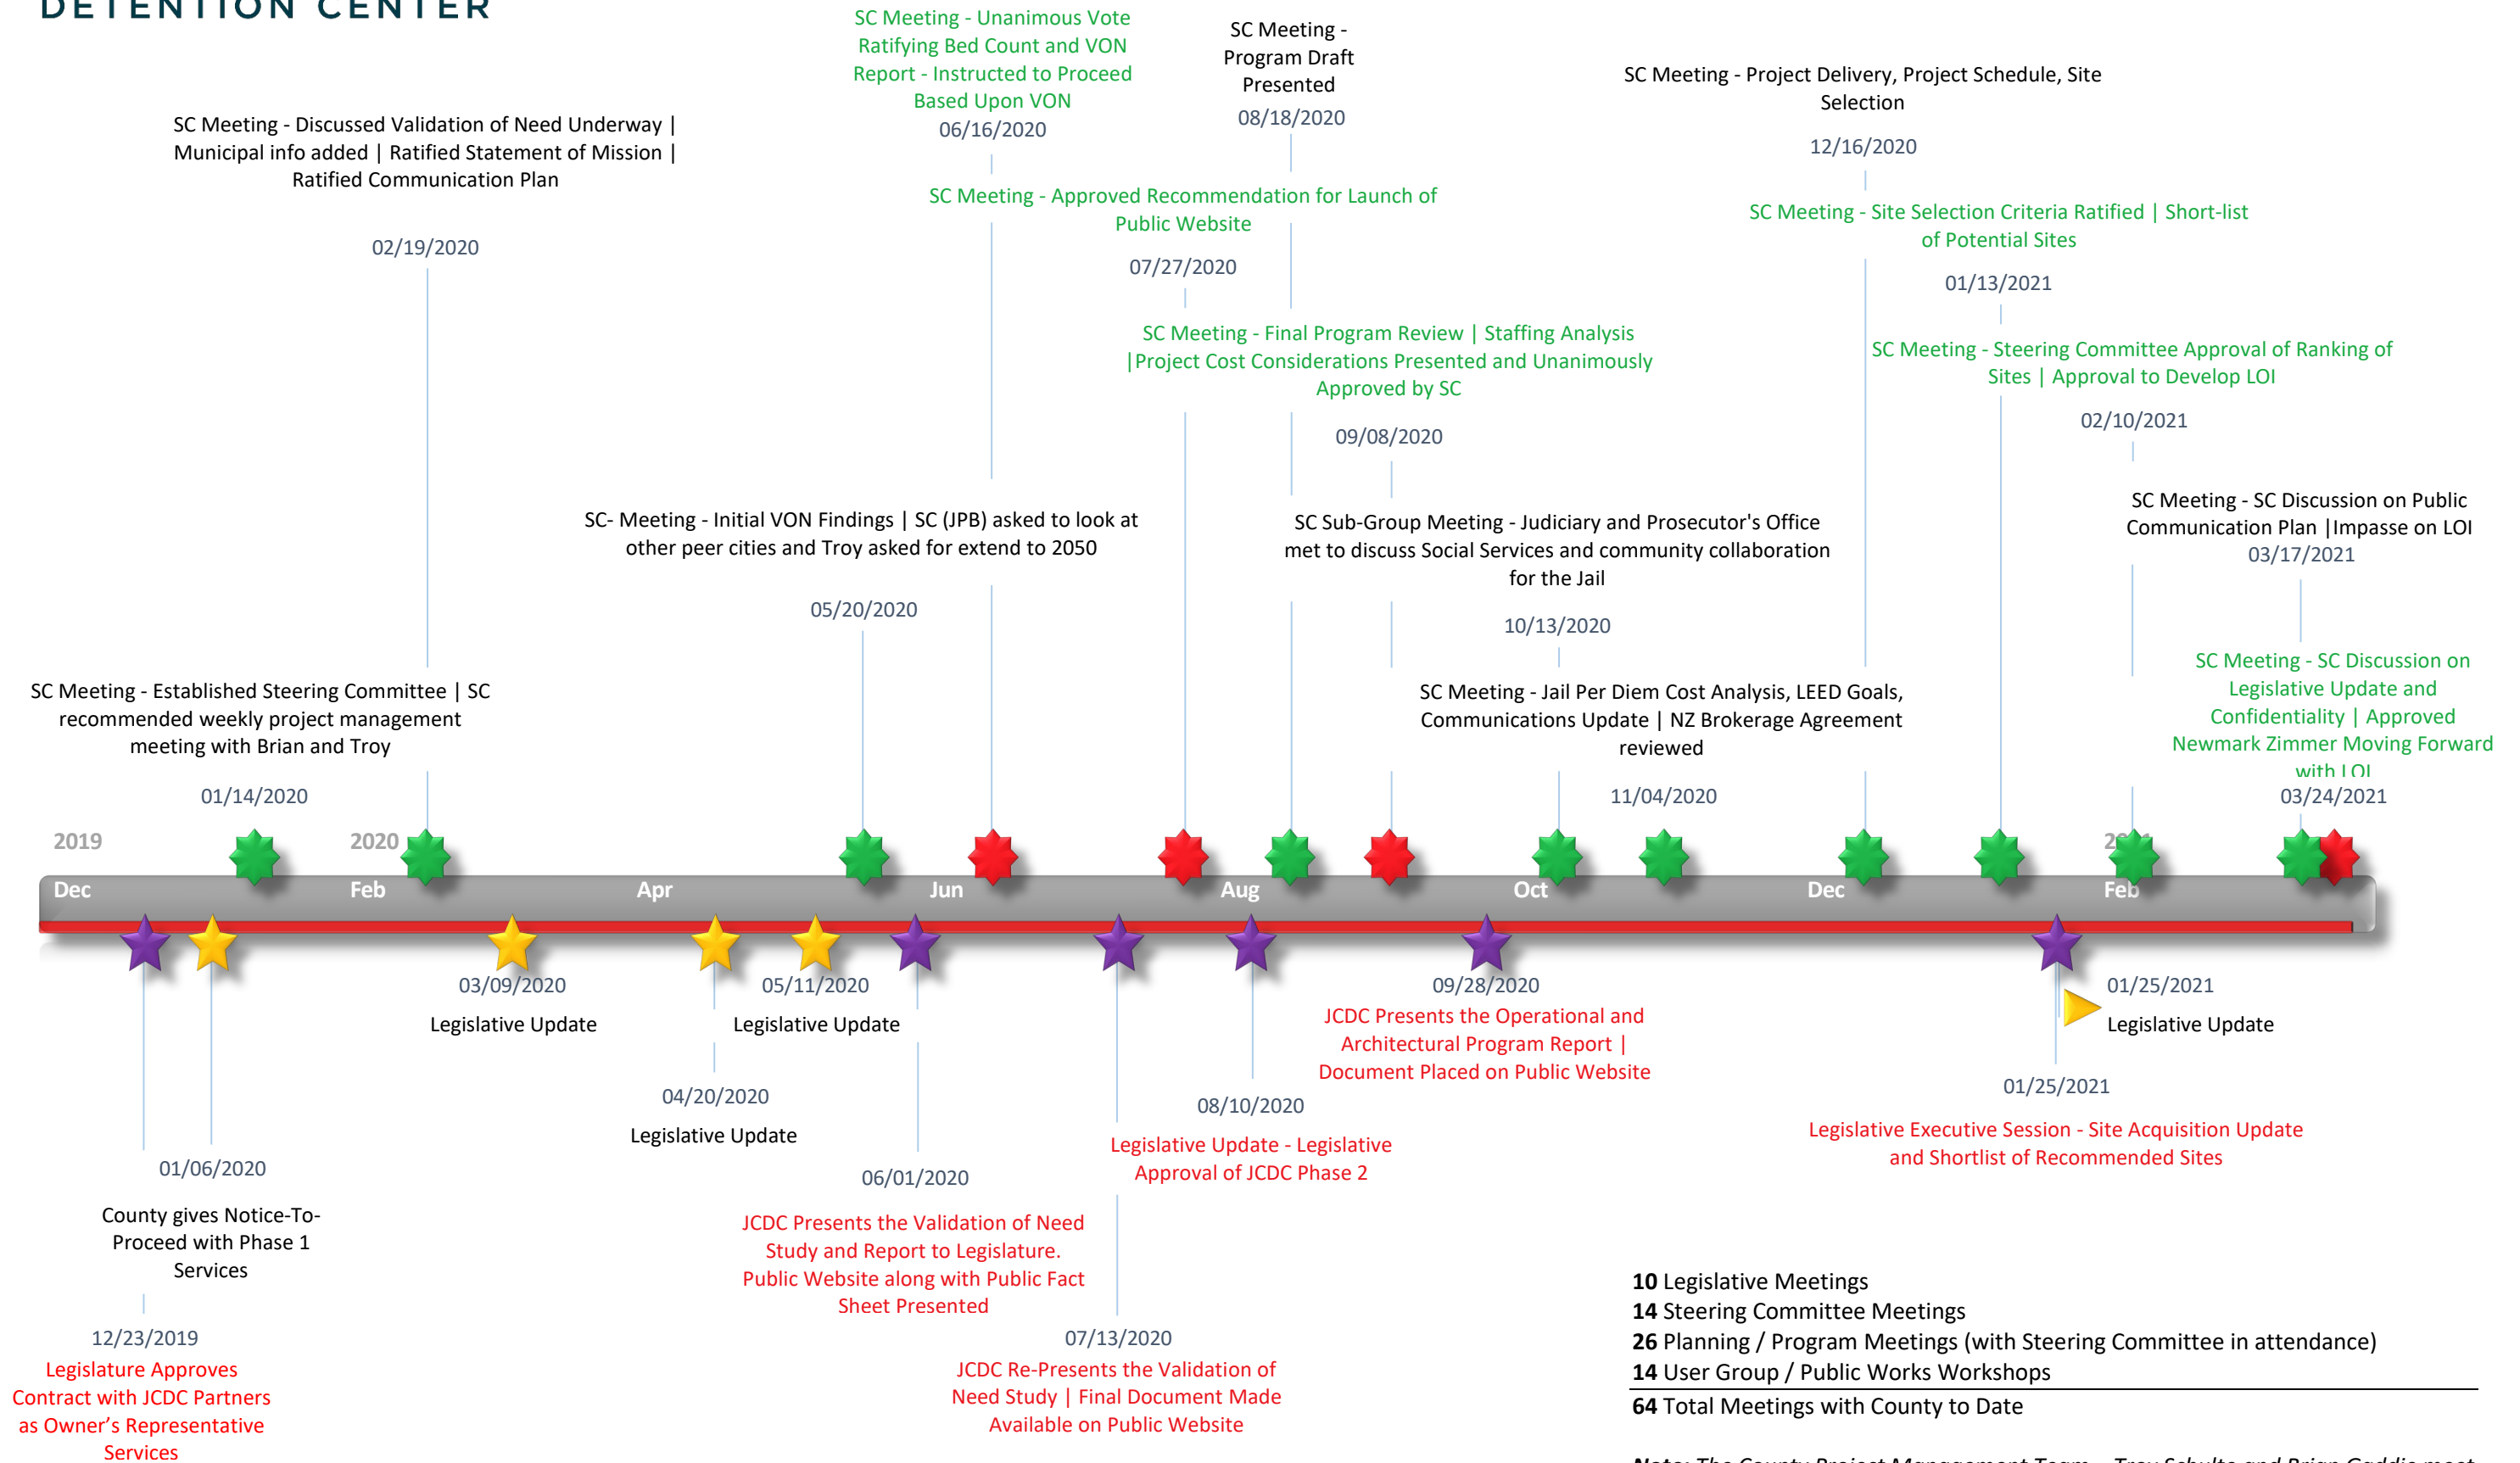 DETENTION CENTER
SC Meeting - Unanimous Vote
Ratifying Bed Count and VON
Report - Instructed to Proceed
Based Upon VON
06/16/2020
SC Meeting -
Program Draft
Presented
08/18/2020
SC Meeting - Project Delivery, Project Schedule, Site
Selection
12/16/2020
SC Meeting - Discussed Validation of Need Underway |
Municipal info added | Ratified Statement of Mission |
Ratified Communication Plan
02/19/2020
SC Meeting - Approved Recommendation for Launch of
Public Website
07/27/2020
SC Meeting - Site Selection Criteria Ratified | Short-list
of Potential Sites
01/13/2021
SC Meeting - Final Program Review | Staffing Analysis
|Project Cost Considerations Presented and Unanimously
Approved by SC
09/08/2020
SC Meeting - Steering Committee Approval of Ranking of
Sites | Approval to Develop LOI
02/10/2021
SC- Meeting - Initial VON Findings | SC (JPB) asked to look at
other peer cities and Troy asked for extend to 2050
05/20/2020
SC Sub-Group Meeting - Judiciary and Prosecutor's Office
met to discuss Social Services and community collaboration
for the Jail
10/13/2020
SC Meeting - SC Discussion on Public
Communication Plan |Impasse on LOI
03/17/2021
SC Meeting - Established Steering Committee | SC
recommended weekly project management
meeting with Brian and Troy
01/14/2020
SC Meeting - Jail Per Diem Cost Analysis, LEED Goals,
Communications Update | NZ Brokerage Agreement
reviewed
11/04/2020
SC Meeting - SC Discussion on
Legislative Update and
Confidentiality | Approved
Newmark Zimmer Moving Forward
with LOI
03/24/2021
2019
2020
Dec
Feb
Apr
Jun
Aug
Oct
Dec
Feb
03/09/2020
Legislative Update
05/11/2020
Legislative Update
09/28/2020
JCDC Presents the Operational and
Architectural Program Report |
Document Placed on Public Website
01/25/2021
Legislative Update
04/20/2020
Legislative Update
08/10/2020
Legislative Update - Legislative
Approval of JCDC Phase 2
01/25/2021
Legislative Executive Session - Site Acquisition Update
and Shortlist of Recommended Sites
01/06/2020
County gives Notice-To-
Proceed with Phase 1
Services
06/01/2020
JCDC Presents the Validation of Need
Study and Report to Legislature.
Public Website along with Public Fact
Sheet Presented
12/23/2019
Legislature Approves
Contract with JCDC Partners
as Owner’s Representative
Services
07/13/2020
JCDC Re-Presents the Validation of
Need Study | Final Document Made
Available on Public Website
10 Legislative Meetings
14 Steering Committee Meetings
26 Planning / Program Meetings (with Steering Committee in attendance)
14 User Group / Public Works Workshops
64 Total Meetings with County to Date
Note: The County Project Management Team – Troy Schulte and Brian Gaddie meet